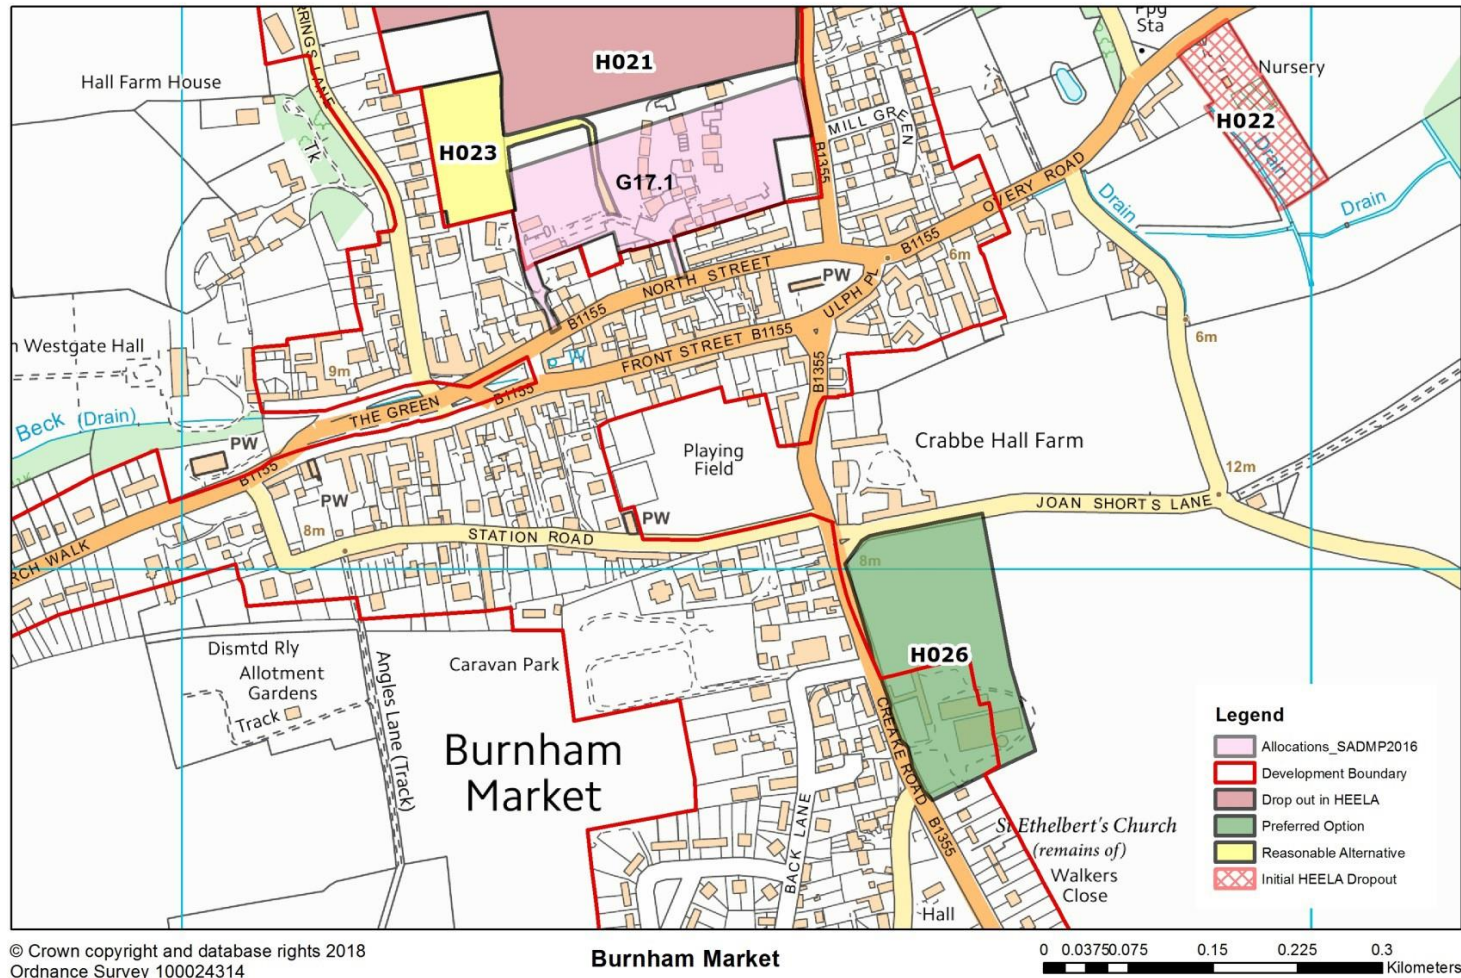 RRINGS LANE
Ppg
Sta
H021
Hall Farm House
Nursery
Tk
MILL GREEN
H022
H023
B1355
Drain
G17.1
OVERY ROAD
Drain
Drain
B1155
6m
NORTH STREET
PW
ULPH PL
B1155
FRONT STREET B1155
6m
n Westgate Hall
9m
B1355
B1155
THE GREEN
Beck (Drain)
PW
B1155
Playing
Field
Crabbe Hall Farm
12m
PW
PW
JOAN SHORT'S LANE
8m
STATION ROAD
RCH WALK
8m
Dismtd Rly
Allotment
Gardens
Track
Angles Lane (Track)
Caravan Park
H026
CREAKE ROAD
B1355
Burnham
Market
BACK LANE
St Ethelbert's Church
(remains of)
Walkers
Close
Hall
Legend
Allocations_SADMP2016
Development Boundary
Drop out in HEELA
Preferred Option
Reasonable Alternative
Initial HEELA Dropout
© Crown copyright and database rights 2018
Ordnance Survey 100024314
Burnham Market
0 0.0375 0.075 0.15 0.225 0.3
Kilometers